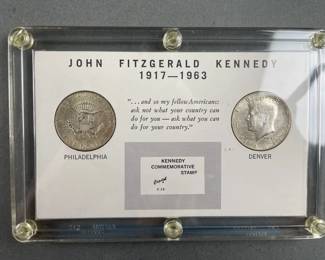 JOHN FITZGERALD KENNEDY
1917—1963
"...and so my fellow Americans:
ask not what your country can
do for you — ask what you can
do for your country."
PHILADELPHIA
DENVER
KENNEDY
COMMEMORATIVE
STAMP